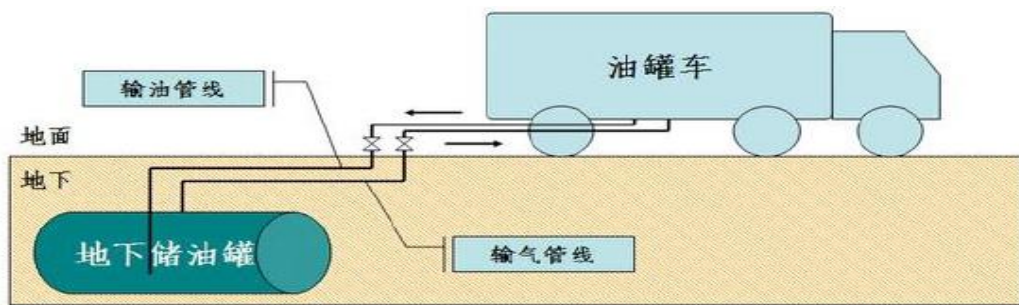 油罐车
输油管线
地面
地下
地下储油罐
输气管线